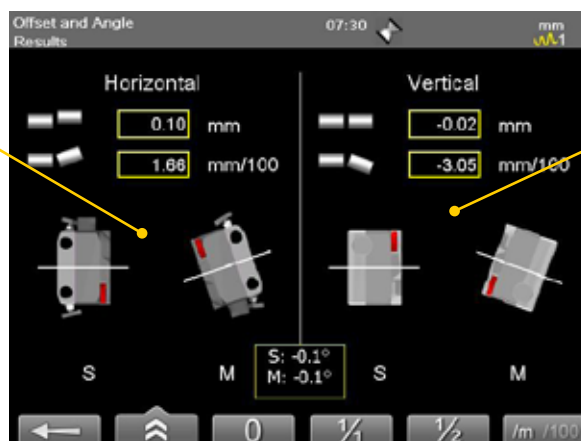 Offset and Angle
Results
07:30
mm
1
Horizontal
Vertical
0.10 mm
-0.02 mm
1.66 mm/100
-3.05 mm/100
S
M
S: -0.1°
M: -0.1°
S
M
0
1/1
1/2
/m /100